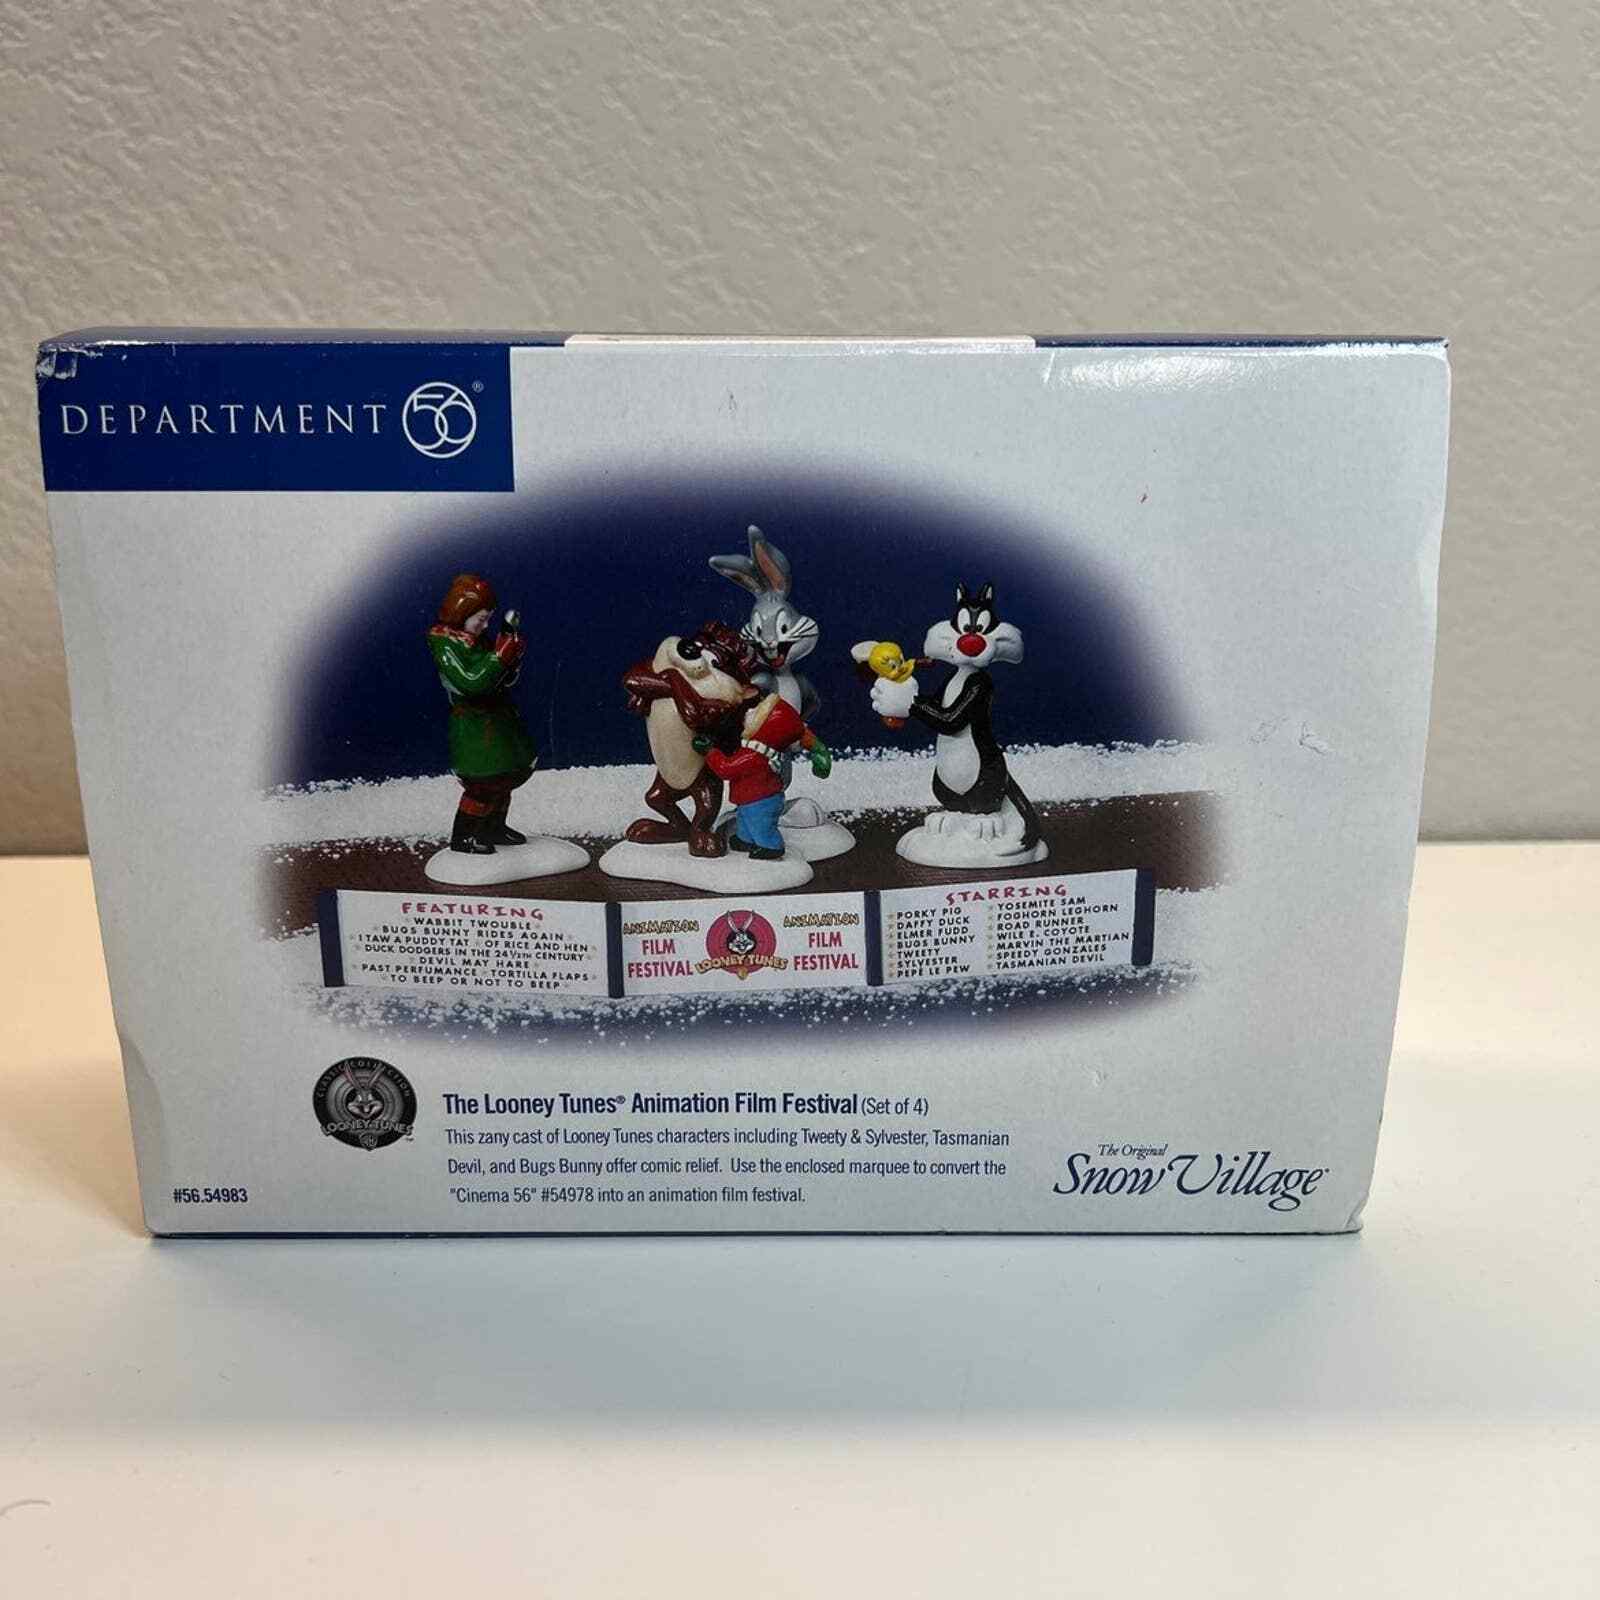 DEPARTMENT 56®
FEATURING
WABBIT TWOUBLE
BUGS BUNNY RIDES AGAIN
I TAW A PUDDY TAT OF RICE AND HEN
DUCK DODGERS IN THE 24 1/2TH CENTURY
DEVIL MAY HARE
PAST PERFUMANCE TORTILLA FLAPS
TO BEEP OR NOT TO BEEP
ANIMATION
FILM
FESTIVAL
LOONEY TUNES
ANIMATION
FILM
FESTIVAL
STARRING
PORKY PIG
DAFFY DUCK
ELMER FUDD
BUGS BUNNY
TWEETY
SYLVESTER
PEPE LE PEW
YOSEMITE SAM
FOGHORN LEGHORN
ROAD RUNNER
WILE E. COYOTE
MARVIN THE MARTIAN
SPEEDY GONZALES
TASMANIAN DEVIL
CLASSIC COLLECTION
LOONEY TUNES
The Looney Tunes® Animation Film Festival (Set of 4)
This zany cast of Looney Tunes characters including Tweety & Sylvester, Tasmanian
Devil, and Bugs Bunny offer comic relief. Use the enclosed marquee to convert the
"Cinema 56" #54978 into an animation film festival.
#56.54983
The Original
Snow Village